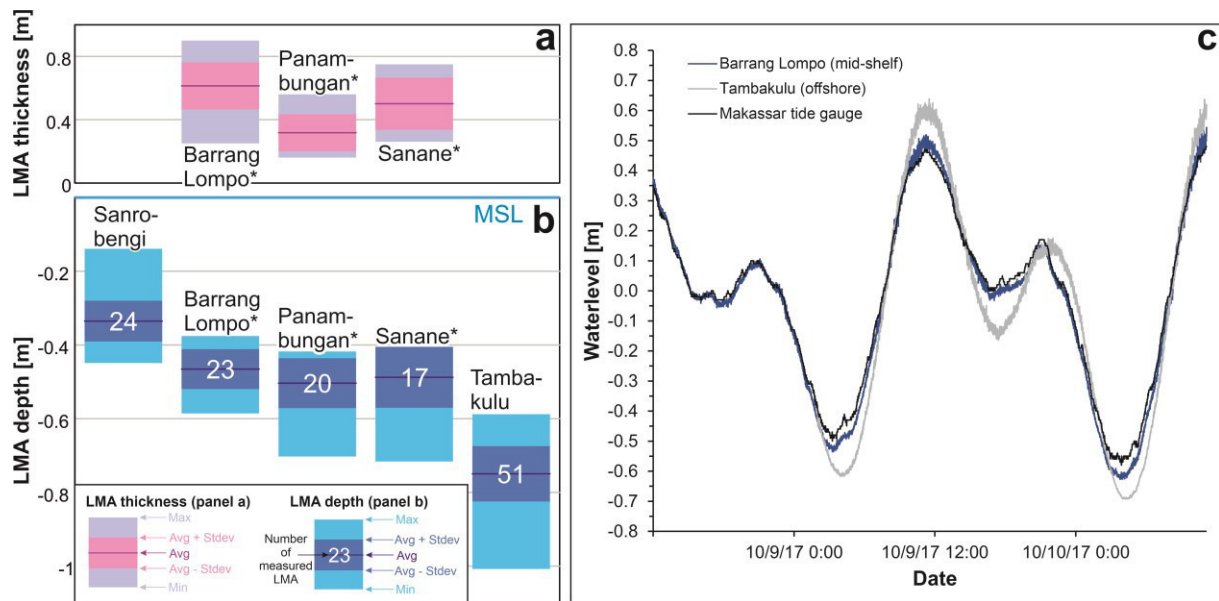 a
LMA thickness [m]
0.8
0.4
0
Barrang
Lompo*
Panam-
bungan*
Sanane*
b
MSL
LMA depth [m]
-0.2
-0.4
-0.6
-0.8
-1
Sanro-
bengi
24
Barrang
Lompo*
23
Panam-
bungan*
20
Sanane*
17
Tamba-
kulu
51
LMA thickness (panel a)
Max
Avg + Stdev
Avg
Avg - Stdev
Min
LMA depth (panel b)
Number
of
measured
LMA
23
Max
Avg + Stdev
Avg
Avg - Stdev
Min
c
Barrang Lompo (mid-shelf)
Tambakulu (offshore)
Makassar tide gauge
Waterlevel [m]
0.8
0.7
0.6
0.5
0.4
0.3
0.2
0.1
0.0
-0.1
-0.2
-0.3
-0.4
-0.5
-0.6
-0.7
-0.8
10/9/17 0:00
10/9/17 12:00
10/10/17 0:00
Date